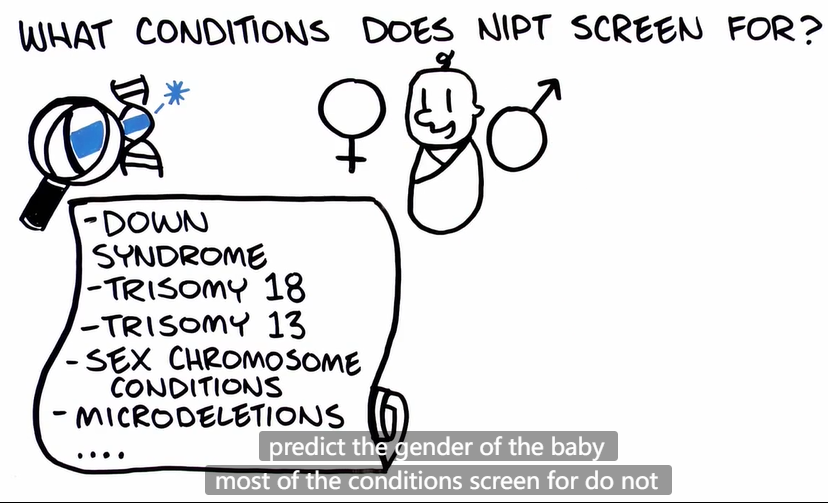 WHAT CONDITIONS DOES NIPT SCREEN FOR?
-DOWN
SYNDROME
-TRISOMY 18
-TRISOMY 13
-SEX CHROMOSOME
CONDITIONS
-MICRODELETIONS
....
predict the gender of the baby
most of the conditions screen for do not